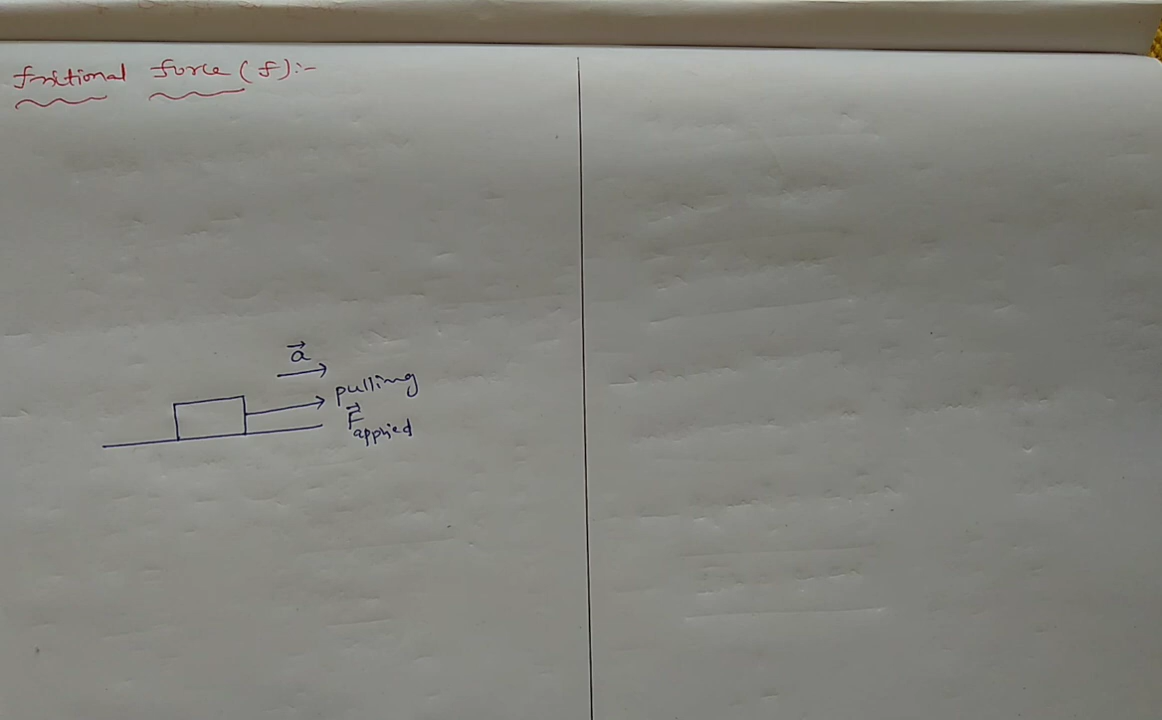 frictional force (f):-
a⃗
pulling
F⃗applied